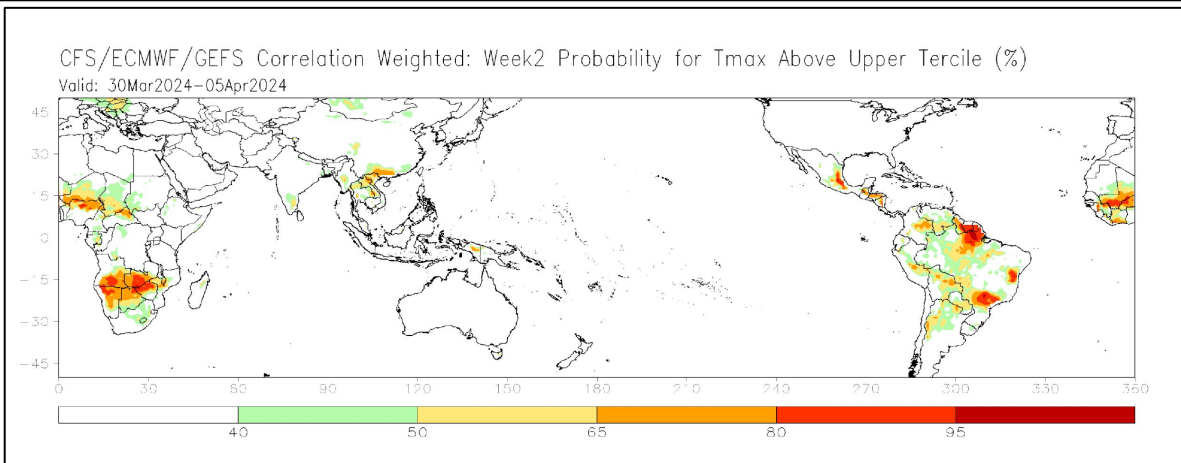 CFS/ECMWF/GEFS Correlation Weighted: Week2 Probability for Tmax Above Upper Tercile (%)
Valid: 30Mar2024-05Apr2024
45
30
15
0
-15
-30
-45
0 30 60 90 120 150 180 210 240 270 300 330 360
40 50 65 80 95